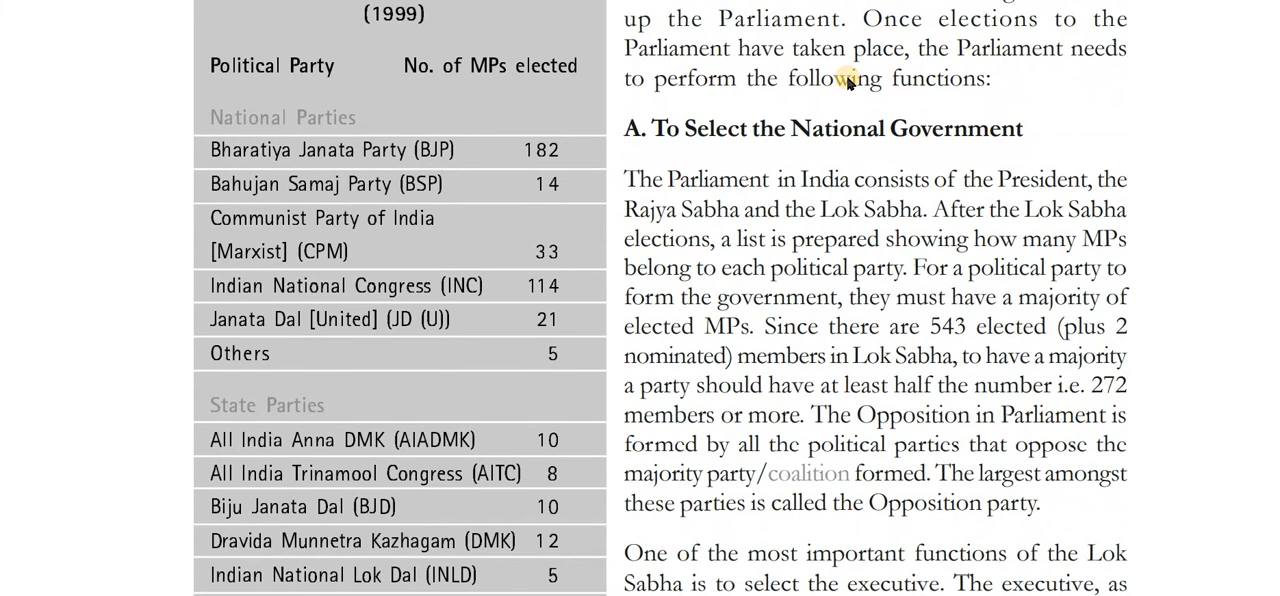 (1999)
Political Party No. of MPs elected
National Parties
Bharatiya Janata Party (BJP) 182
Bahujan Samaj Party (BSP) 14
Communist Party of India
[Marxist] (CPM) 33
Indian National Congress (INC) 114
Janata Dal [United] (JD (U)) 21
Others 5
State Parties
All India Anna DMK (AIADMK) 10
All India Trinamool Congress (AITC) 8
Biju Janata Dal (BJD) 10
Dravida Munnetra Kazhagam (DMK) 12
Indian National Lok Dal (INLD) 5
up the Parliament. Once elections to the
Parliament have taken place, the Parliament needs
to perform the following functions:
A. To Select the National Government
The Parliament in India consists of the President, the
Rajya Sabha and the Lok Sabha. After the Lok Sabha
elections, a list is prepared showing how many MPs
belong to each political party. For a political party to
form the government, they must have a majority of
elected MPs. Since there are 543 elected (plus 2
nominated) members in Lok Sabha, to have a majority
a party should have at least half the number i.e. 272
members or more. The Opposition in Parliament is
formed by all the political parties that oppose the
majority party/coalition formed. The largest amongst
these parties is called the Opposition party.
One of the most important functions of the Lok
Sabha is to select the executive. The executive, as